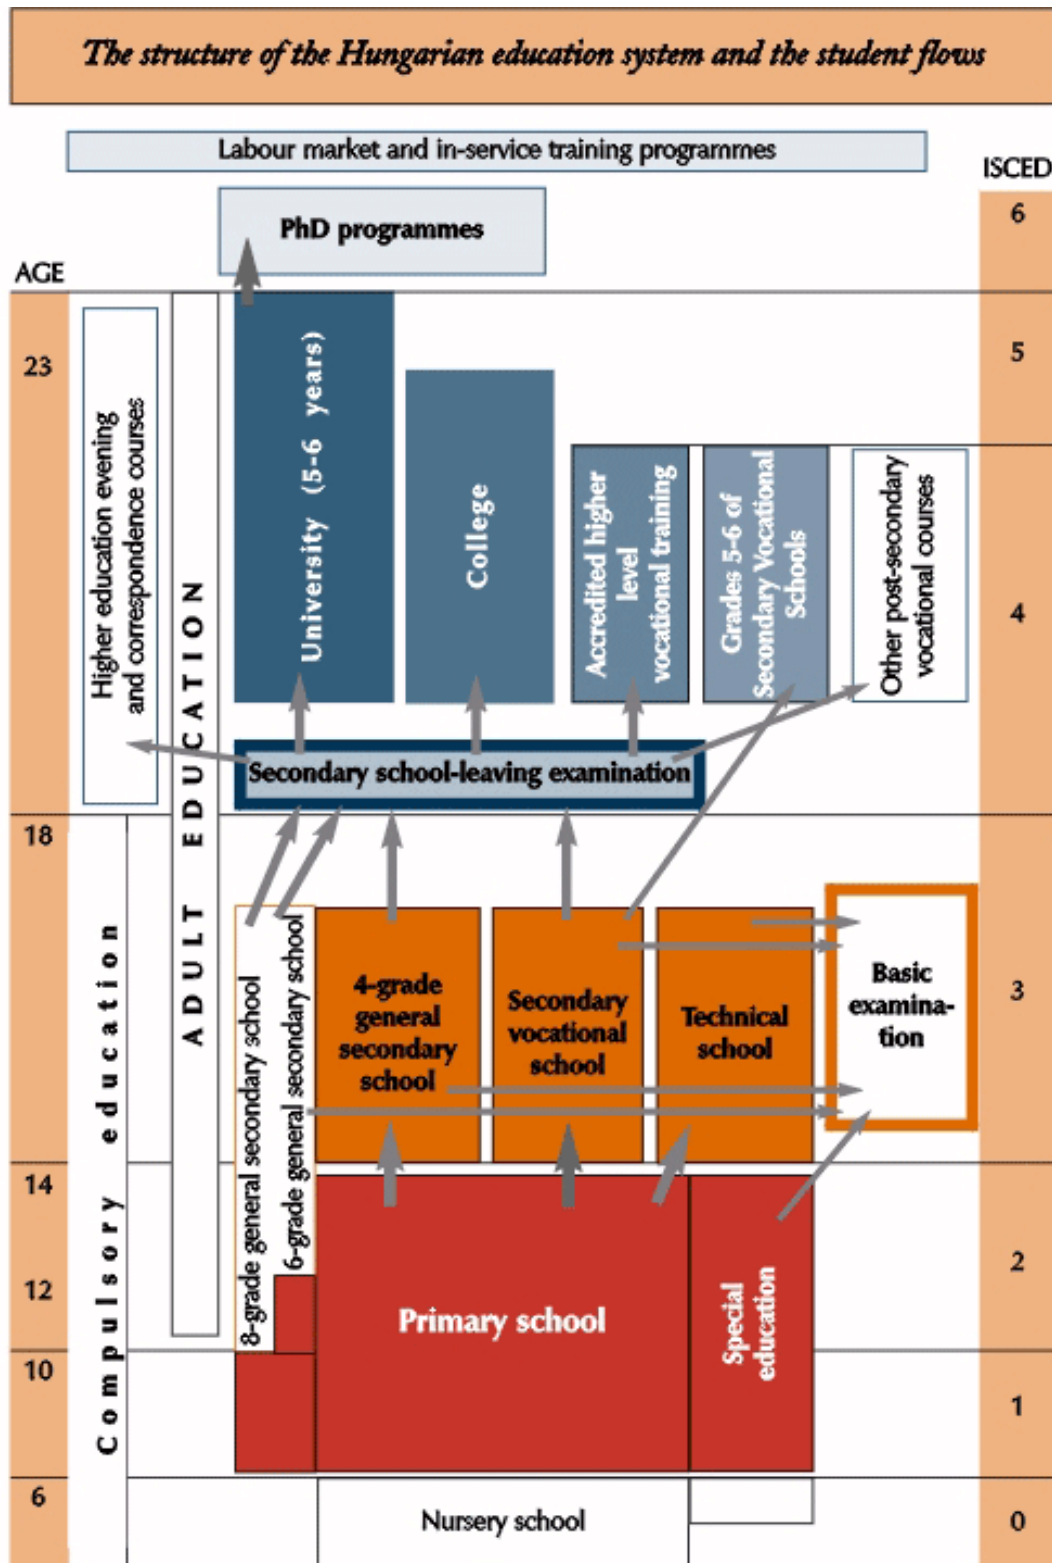 The structure of the Hungarian education system and the student flows
Labour market and in-service training programmes
ISCED
PhD programmes
6
AGE
23
5
Higher education evening
and correspondence courses
ADULT EDUCATION
University (5-6 years)
College
Accredited higher
level
vocational training
Grades 5-6 of
Secondary Vocational
Schools
Other post-secondary
vocational courses
4
Secondary school-leaving examination
18
Compulsory education
8-grade general secondary school
6-grade general secondary school
4-grade
general
secondary
school
Secondary
vocational
school
Technical
school
Basic
examina-
tion
3
14
12
10
Primary school
Special
education
2
1
6
Nursery school
0